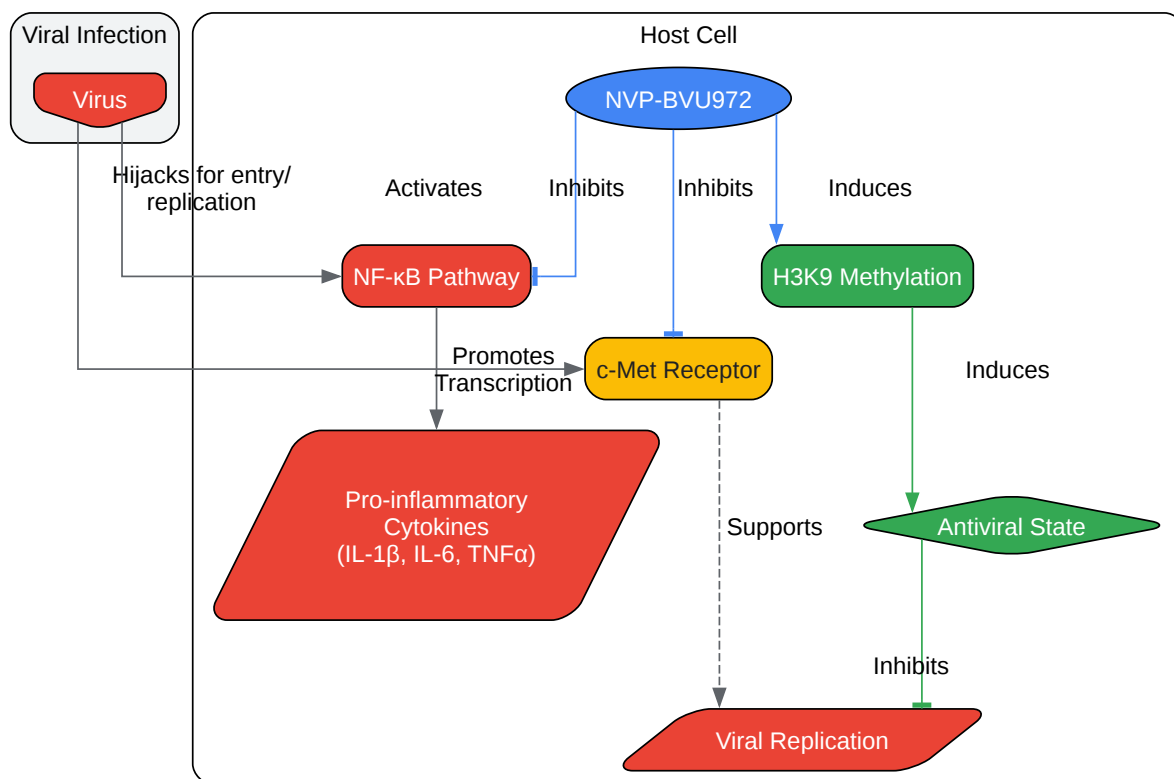 Viral Infection
Host Cell
Virus
NVP-BVU972
Hijacks for entry/
replication
Activates
Inhibits
Inhibits
Induces
NF-κB Pathway
H3K9 Methylation
Promotes
Transcription
c-Met Receptor
Induces
Pro-inflammatory
Cytokines
(IL-1β, IL-6, TNFα)
Supports
Antiviral State
Inhibits
Viral Replication